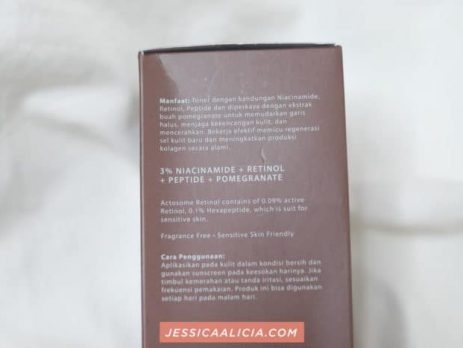 Manfaat: Toner dengan kandungan Niacinamide,
Retinol, Peptide dan diperkaya dengan ekstrak
buah pomegranate untuk memudarkan garis
halus, menjaga kekencangan kulit, dan
mencerahkan. Bekerja efektif memicu regenerasi
sel kulit baru dan meningkatkan produksi
kolagen secara alami.
3% NIACINAMIDE + RETINOL
+ PEPTIDE + POMEGRANATE
Actosome Retinol contains of 0.09% active
Retinol, 0.1% Hexapeptide, which is suit for
sensitive skin.
Fragrance Free • Sensitive Skin Friendly
Cara Penggunaan:
Aplikasikan pada kulit dalam kondisi bersih dan
gunakan sunscreen pada keesokan harinya. Jika
timbul kemerahan atau tanda iritasi, sesuaikan
frekuensi pemakaian. Produk ini bisa digunakan
setiap hari pada malam hari.
JESSICAALICIA.COM